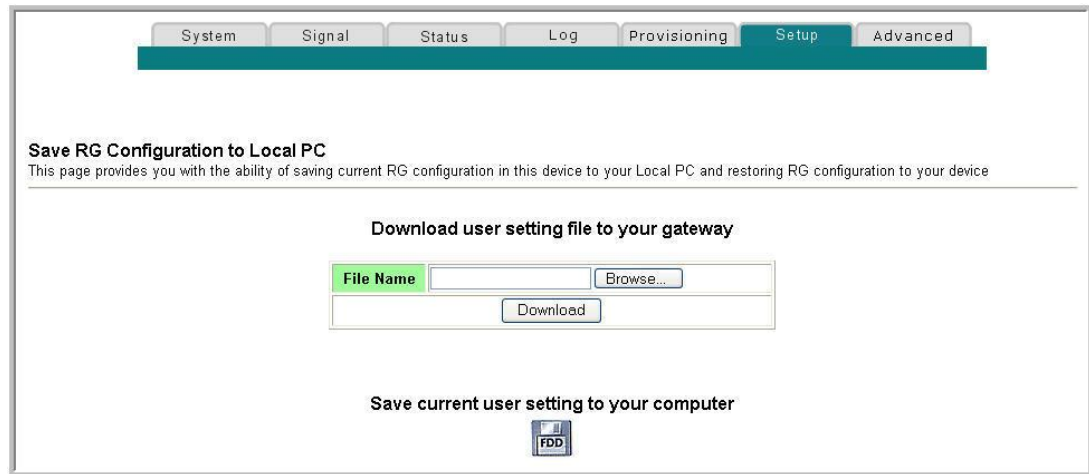 System Signal Status Log Provisioning Setup Advanced
Save RG Configuration to Local PC
This page provides you with the ability of saving current RG configuration in this device to your Local PC and restoring RG configuration to your device
Download user setting file to your gateway
File Name Browse...
Download
Save current user setting to your computer
FDD